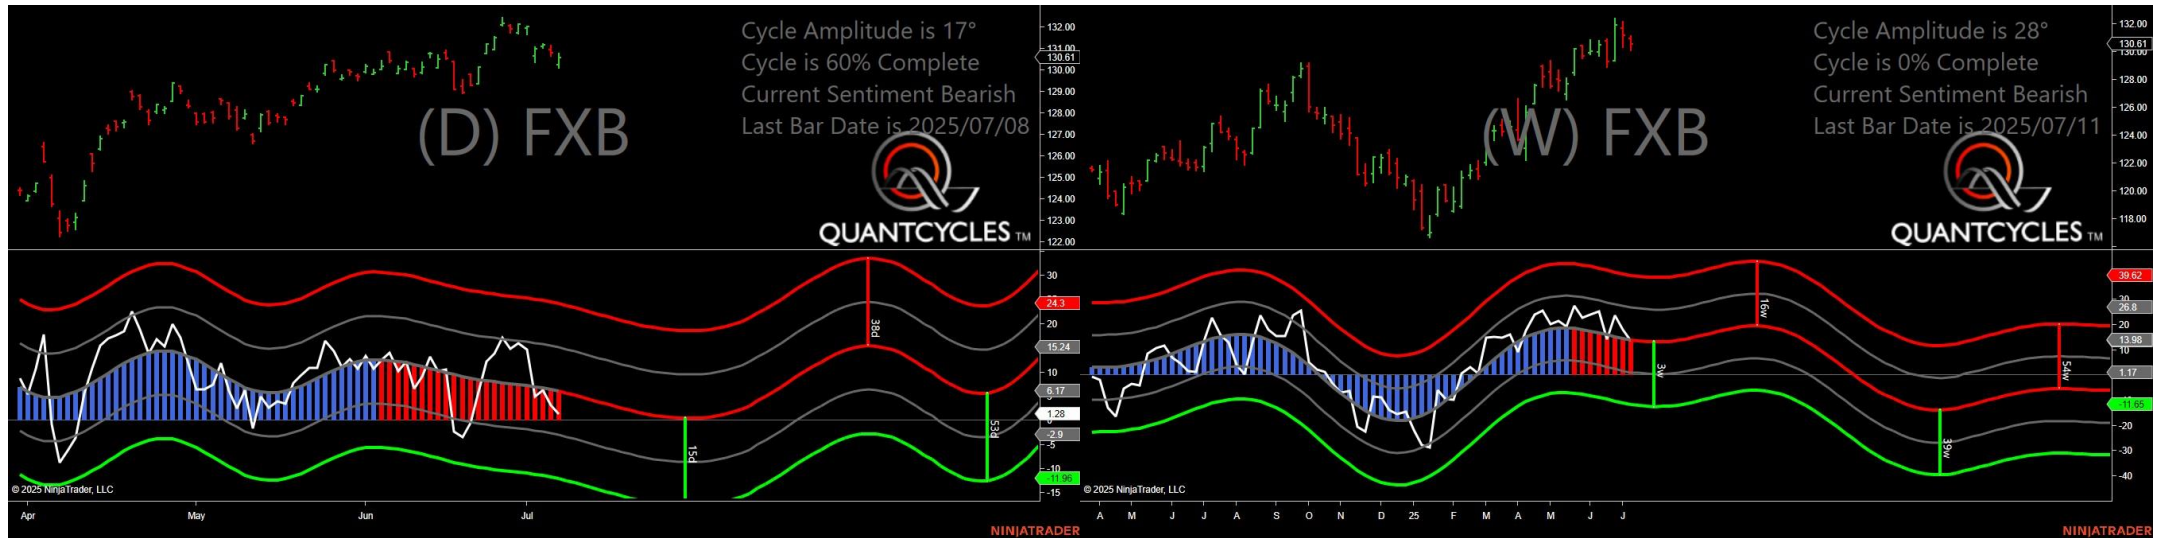 Cycle Amplitude is 17°
Cycle is 60% Complete
Current Sentiment Bearish
Last Bar Date is 2025/07/08
(D) FXB
QUANTCYCLES TM
132.00
131.00
130.61
130.00
129.00
128.00
127.00
126.00
125.00
124.00
123.00
122.00
30
24.3
20
15.24
10
6.17
1.28
-2.9
-5
-10
-11.96
-15
38d
15d
53d
© 2025 NinjaTrader, LLC
Apr
May
Jun
Jul
NINJATRADER
Cycle Amplitude is 28°
Cycle is 0% Complete
Current Sentiment Bearish
Last Bar Date is 2025/07/11
(W) FXB
QUANTCYCLES TM
132.00
130.61
130.00
128.00
126.00
124.00
122.00
120.00
118.00
39.62
30
26.8
20
13.98
10
1.17
-11.65
-20
-30
-40
16w
3w
54w
39w
© 2025 NinjaTrader, LLC
A M J J A S O N D 25 F M A M J J
NINJATRADER